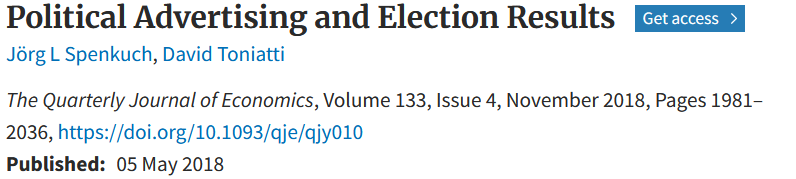 Political Advertising and Election Results Get access >
Jörg L Spenkuch, David Toniatti
The Quarterly Journal of Economics, Volume 133, Issue 4, November 2018, Pages 1981–
2036, https://doi.org/10.1093/qje/qjy010
Published: 05 May 2018